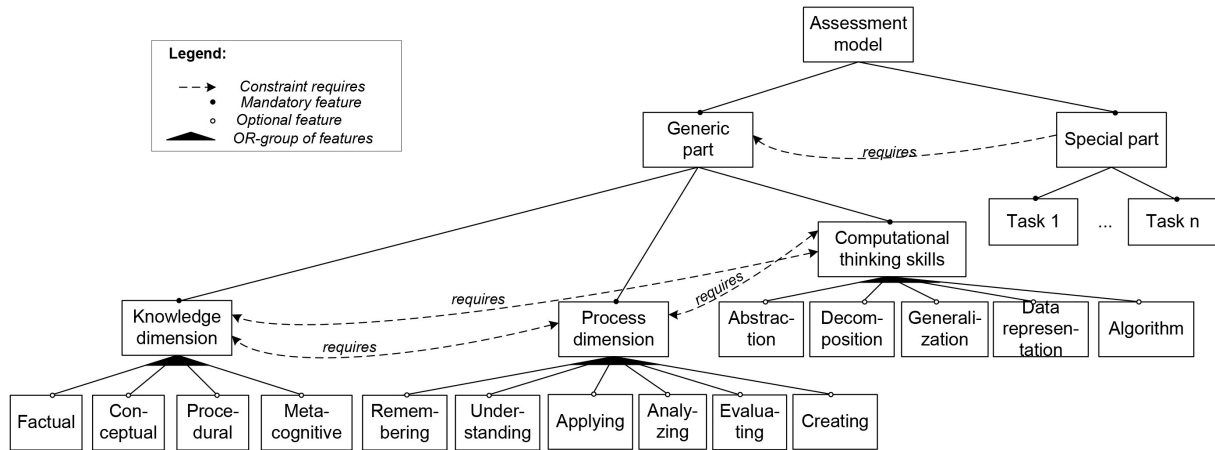 Assessment
model
Legend:
Constraint requires
Mandatory feature
Optional feature
OR-group of features
Generic
part
requires
Special part
Task 1
...
Task n
Computational
thinking skills
requires
requires
Knowledge
dimension
requires
Process
dimension
Abstrac-
tion
Decom-
position
Generali-
zation
Data
represen-
tation
Algorithm
Factual
Con-
ceptual
Proce-
dural
Meta-
cognitive
Remem-
bering
Under-
standing
Applying
Analy-
zing
Evalua-
ting
Creating